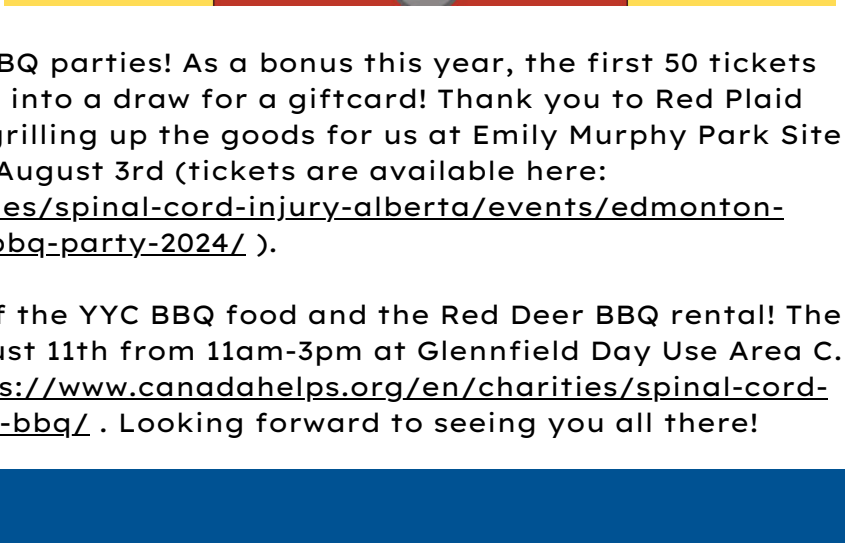 BQ parties! As a bonus this year, the first 50 tickets
into a draw for a giftcard! Thank you to Red Plaid
grilling up the goods for us at Emily Murphy Park Site
August 3rd (tickets are available here:
es/spinal-cord-injury-alberta/events/edmonton-
bbq-party-2024/ ).
f the YYC BBQ food and the Red Deer BBQ rental! The
ust 11th from 11am-3pm at Glennfield Day Use Area C.
s://www.canadahelps.org/en/charities/spinal-cord-
-bbq/ . Looking forward to seeing you all there!